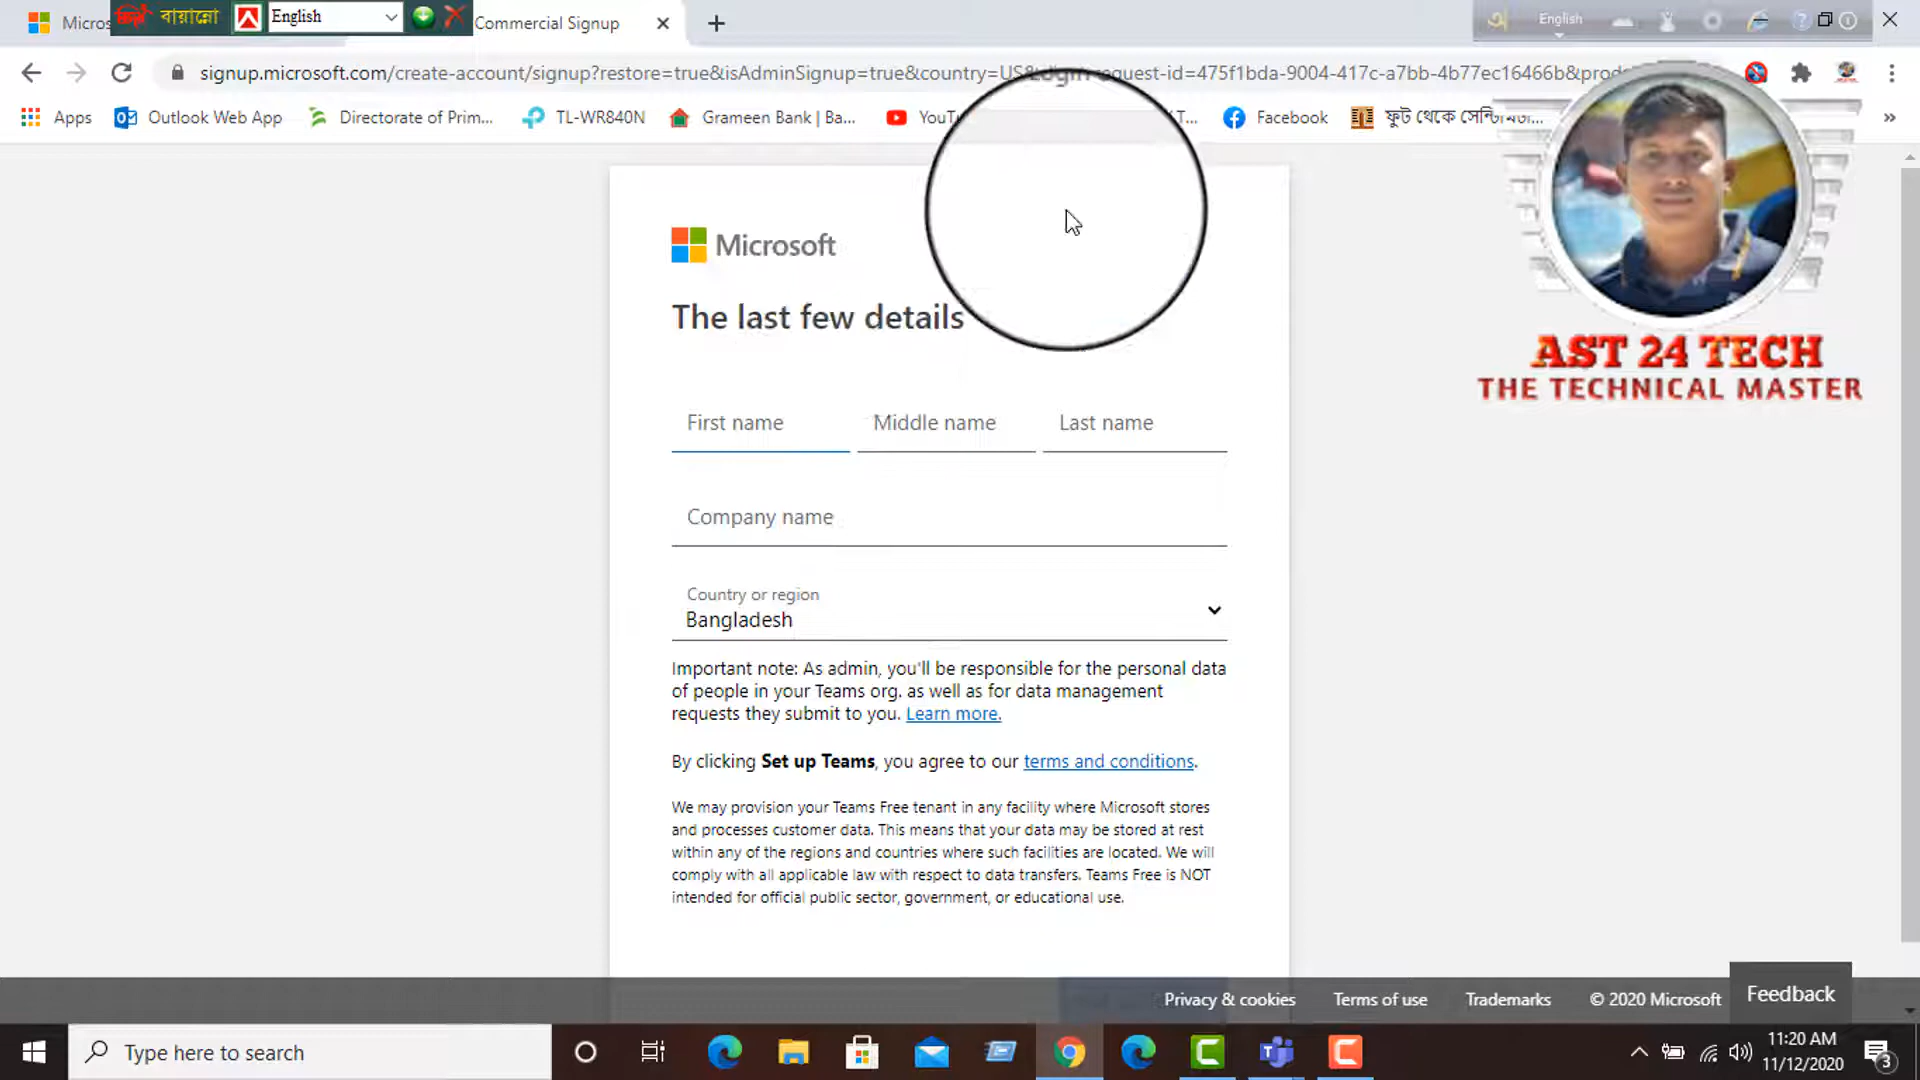 Micros
বায়ান্নো
English
Commercial Signup
English
signup.microsoft.com/create-account/signup?restore=true&isAdminSignup=true&country=US&
request-id=475f1bda-9004-417c-a7bb-4b77ec16466b&prod
Apps
Outlook Web App
Directorate of Prim...
TL-WR840N
Grameen Bank | Ba...
YouT
T...
Facebook
ফুট থেকে
Microsoft
The last few details
First name
Middle name
Last name
Company name
Country or region
Bangladesh
Important note: As admin, you'll be responsible for the personal data
of people in your Teams org. as well as for data management
requests they submit to you. Learn more.
By clicking Set up Teams, you agree to our terms and conditions.
We may provision your Teams Free tenant in any facility where Microsoft stores
and processes customer data. This means that your data may be stored at rest
within any of the regions and countries where such facilities are located. We will
comply with all applicable law with respect to data transfers. Teams Free is NOT
intended for official public sector, government, or educational use.
AST 24 TECH
THE TECHNICAL MASTER
Privacy & cookies
Terms of use
Trademarks
© 2020 Microsoft
Feedback
Type here to search
11:20 AM
11/12/2020
3